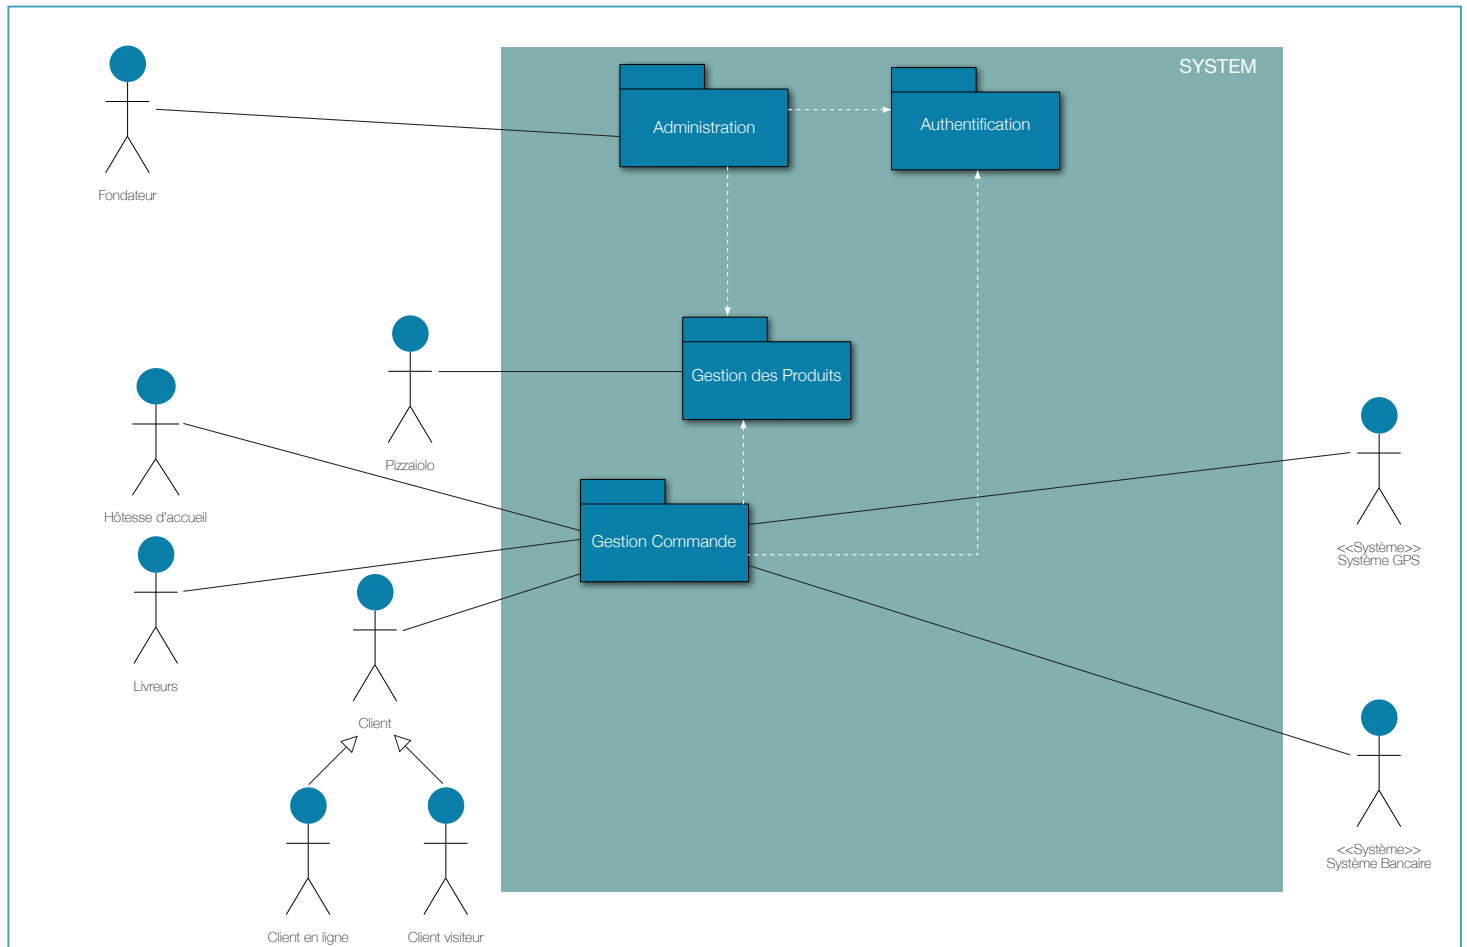 SYSTEM
Administration
Authentification
Fondateur
Gestion des Produits
Pizzaiolo
Hôtesse d'accueil
Gestion Commande
<<Système>>
Système GPS
Livreurs
Client
<<Système>>
Système Bancaire
Client en ligne
Client visiteur